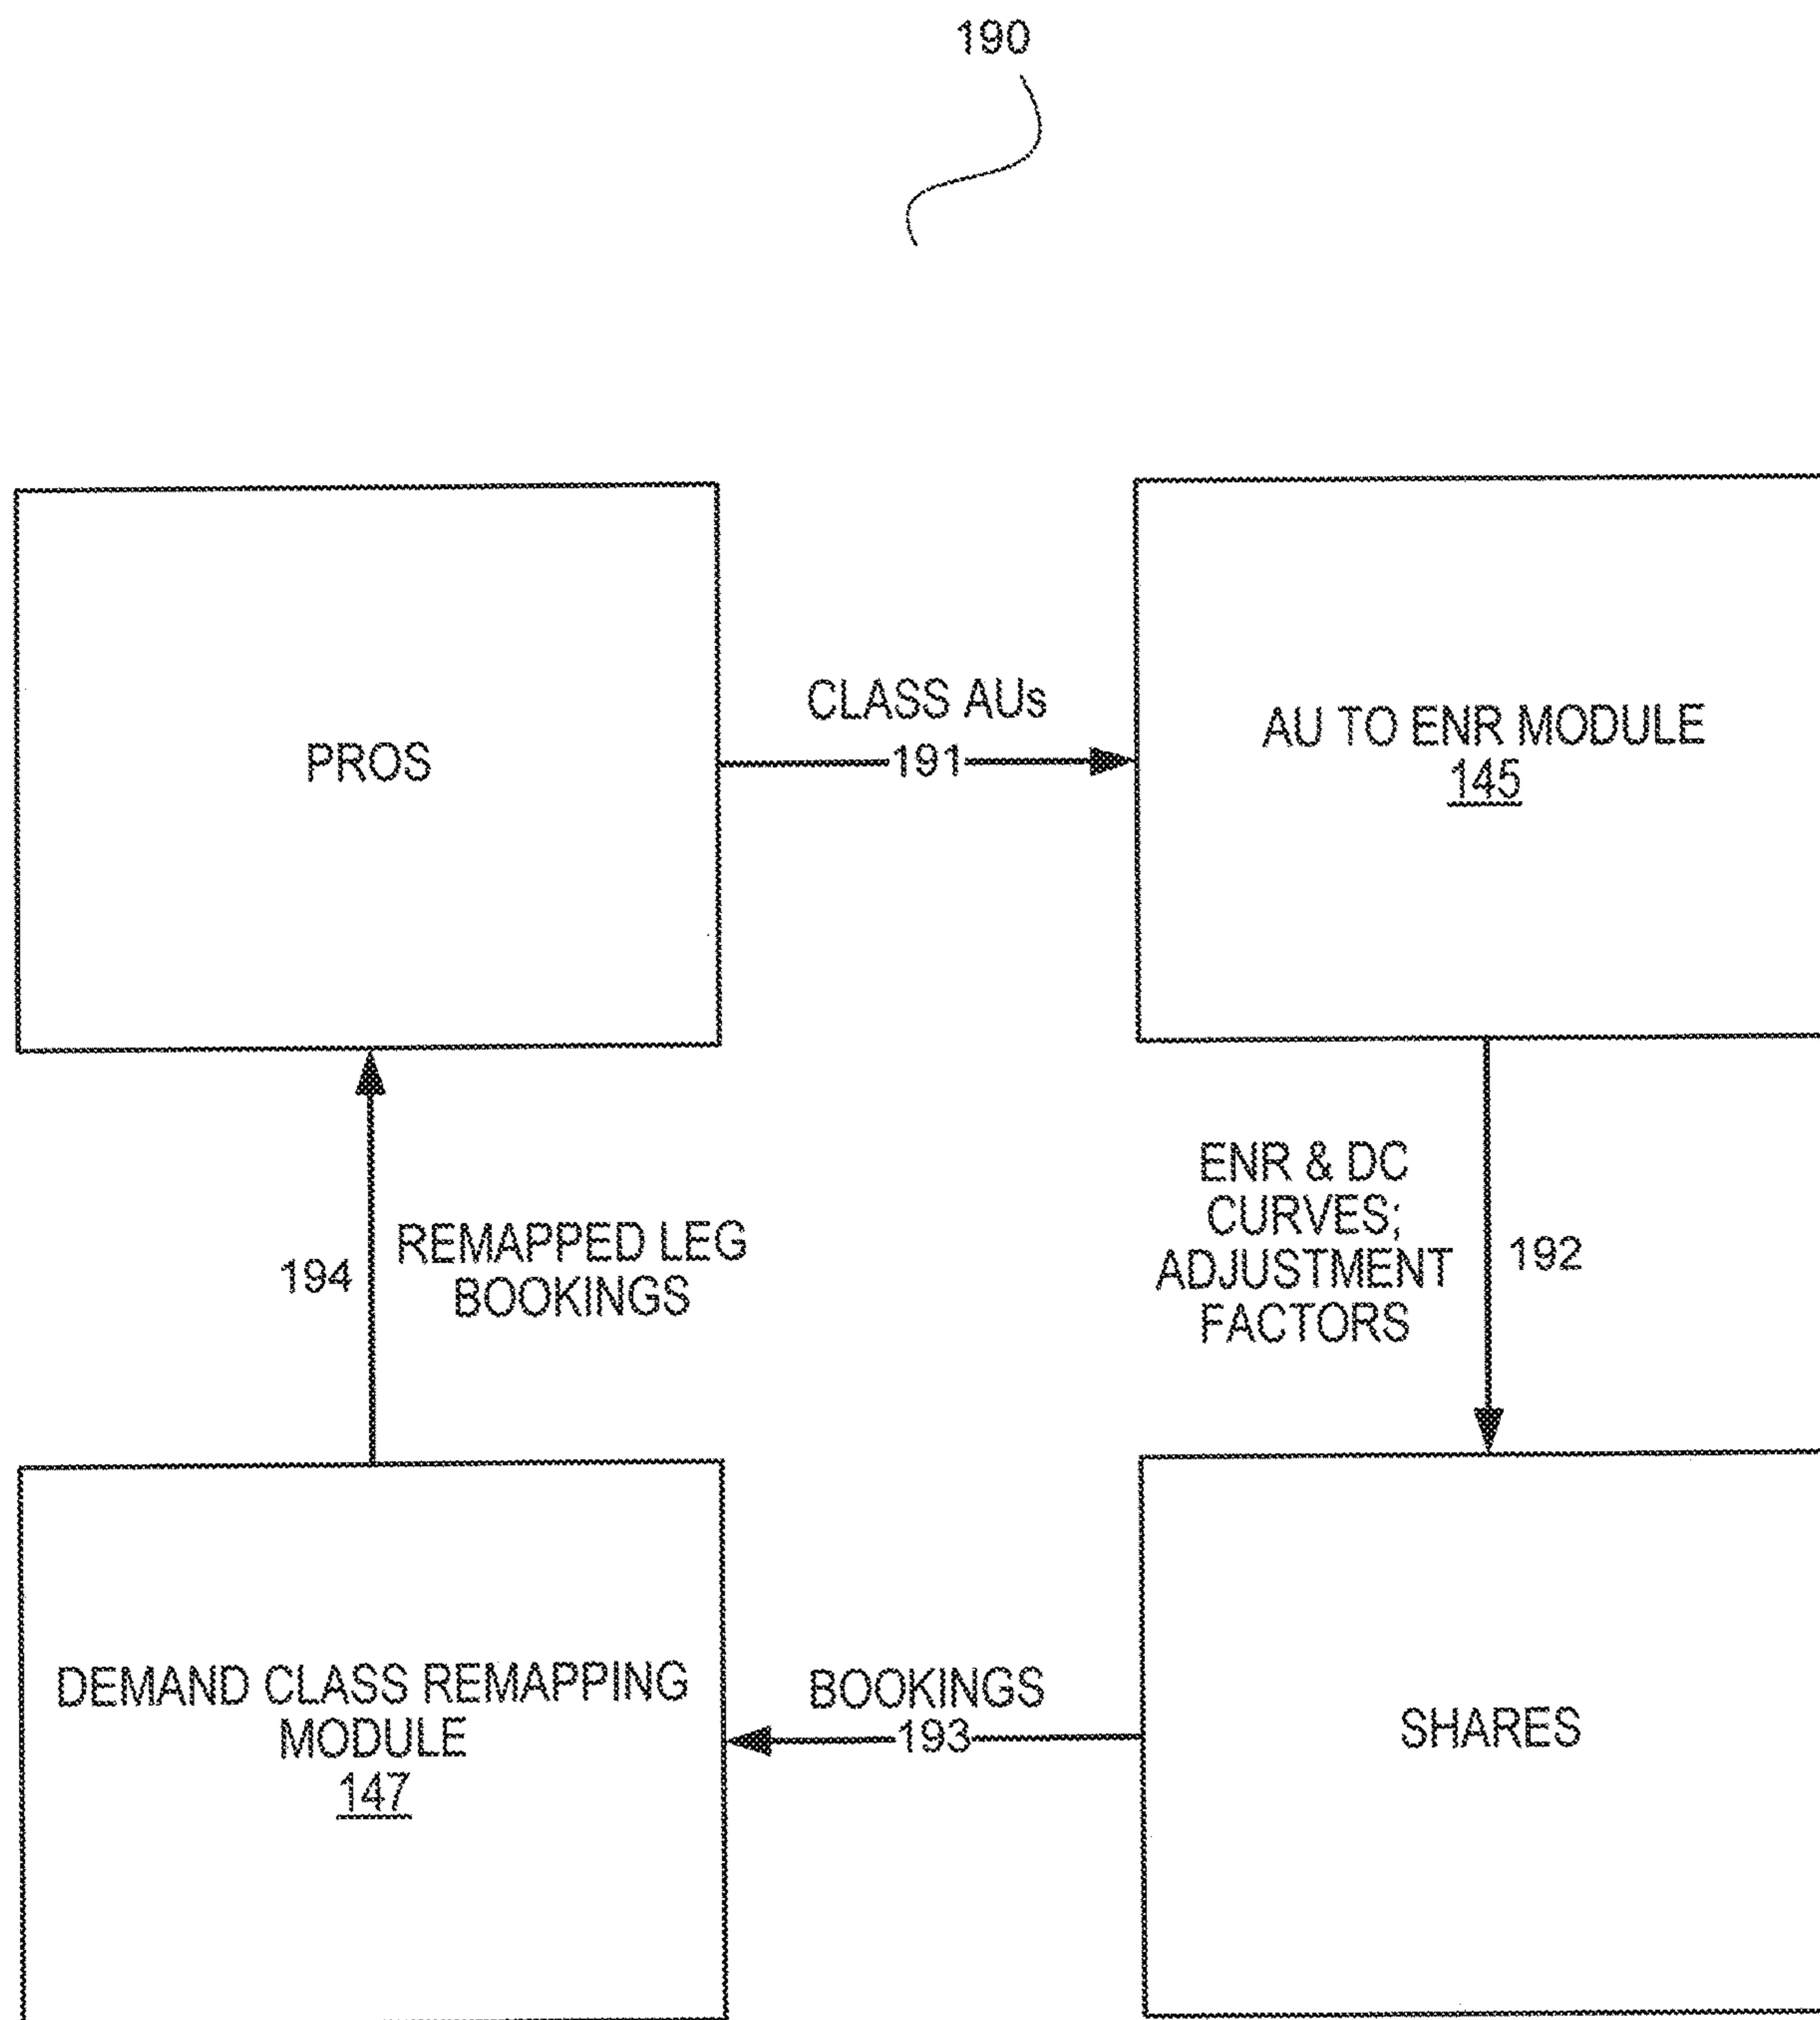 190
PROS
CLASS AUs
191
AU TO ENR MODULE
145
194
REMAPPED LEG
BOOKINGS
ENR & DC
CURVES;
ADJUSTMENT
FACTORS
192
DEMAND CLASS REMAPPING
MODULE
147
BOOKINGS
193
SHARES